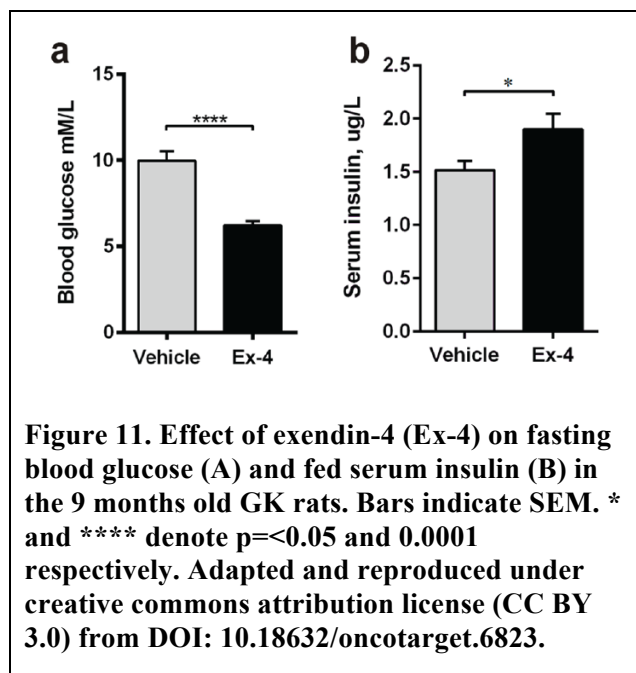 a
15
10
5
0
Blood glucose mM/L
****
Vehicle Ex-4
b
2.5
2.0
1.5
1.0
0.5
0.0
Serum insulin, ug/L
*
Vehicle Ex-4
Figure 11. Effect of exendin-4 (Ex-4) on fasting
blood glucose (A) and fed serum insulin (B) in
the 9 months old GK rats. Bars indicate SEM. *
and **** denote p=<0.05 and 0.0001
respectively. Adapted and reproduced under
creative commons attribution license (CC BY
3.0) from DOI: 10.18632/oncotarget.6823.